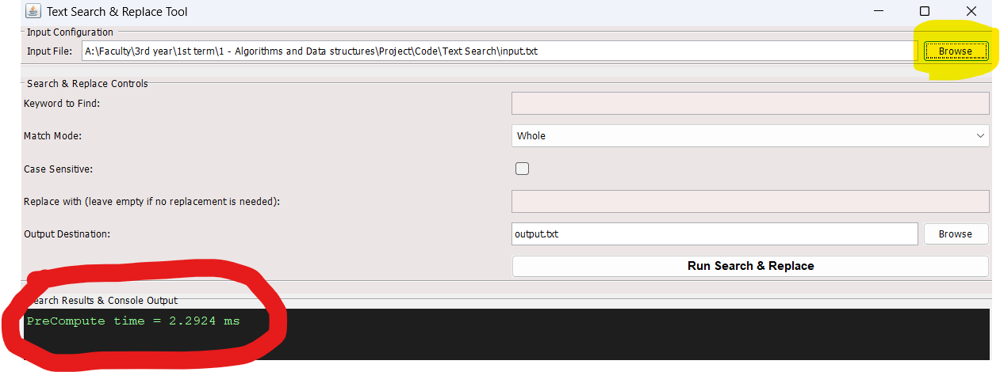 Text Search & Replace Tool
Input Configuration
Input File: A:\Faculty\3rd year\1st term\1 - Algorithms and Data structures\Project\Code\Text Search\input.txt Browse
Search & Replace Controls
Keyword to Find:
Match Mode: Whole
Case Sensitive:
Replace with (leave empty if no replacement is needed):
Output Destination: output.txt Browse
Run Search & Replace
Search Results & Console Output
PreCompute time = 2.2924 ms